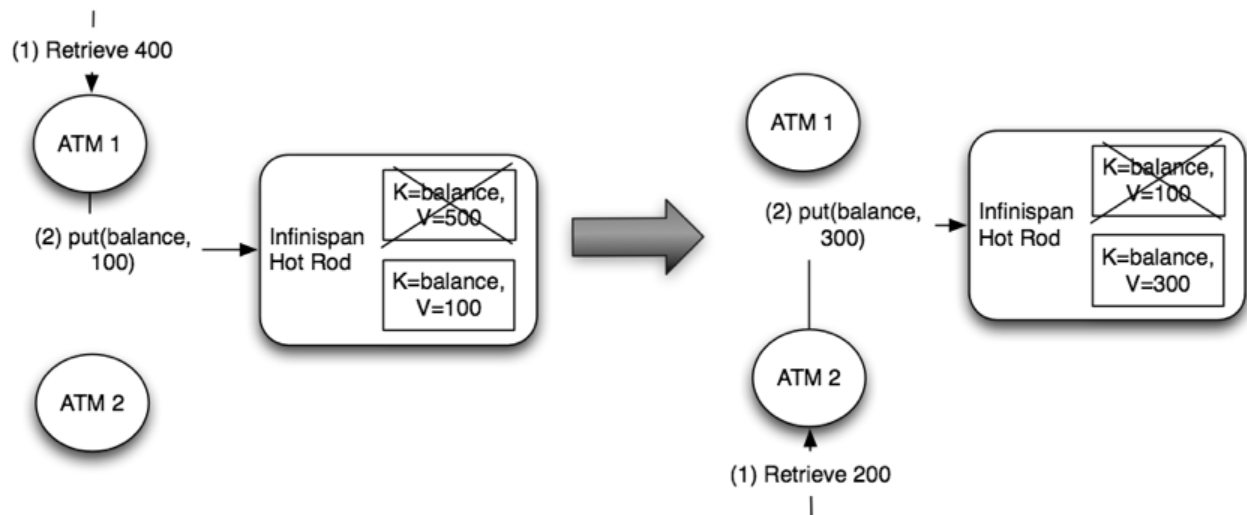 (1) Retrieve 400
ATM 1
(2) put(balance,
100)
Infinispan
Hot Rod
K=balance,
V=500
K=balance,
V=100
ATM 2
ATM 1
(2) put(balance,
300)
Infinispan
Hot Rod
K=balance,
V=100
K=balance,
V=300
ATM 2
(1) Retrieve 200